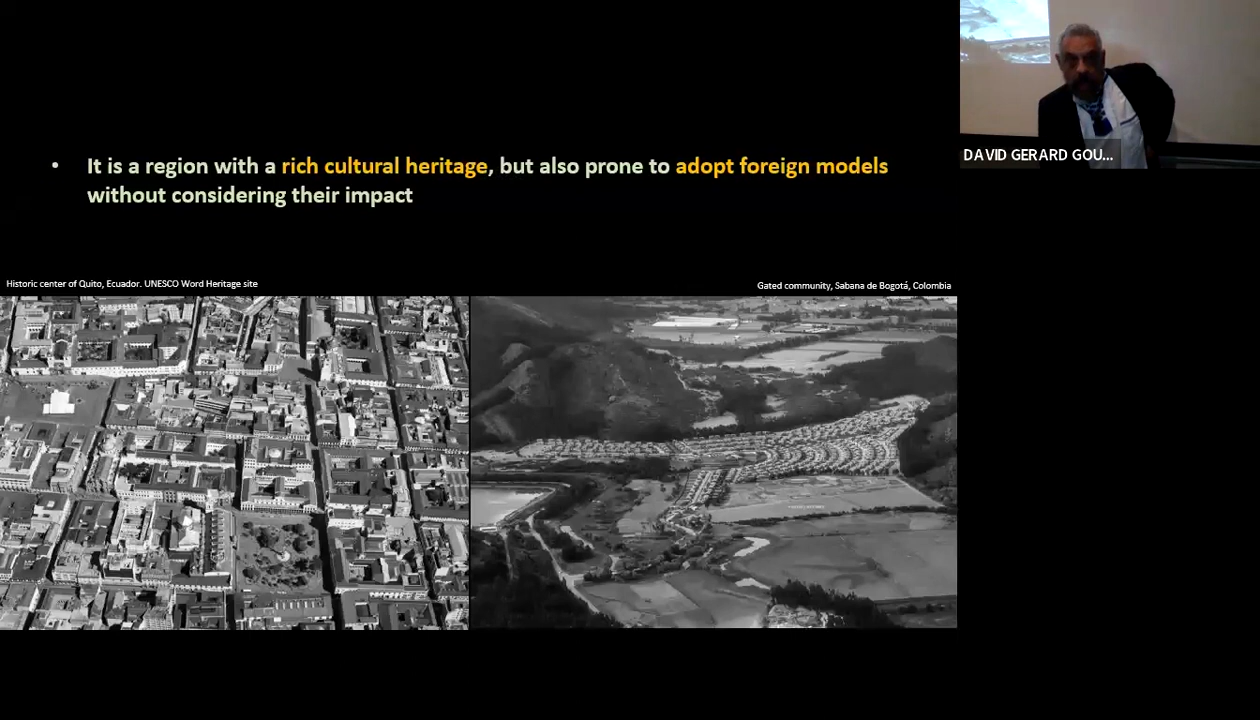 • It is a region with a rich cultural heritage, but also prone to adopt foreign models
without considering their impact
Historic center of Quito, Ecuador. UNESCO Word Heritage site
Gated community, Sabana de Bogotá, Colombia
DAVID GERARD GOU...